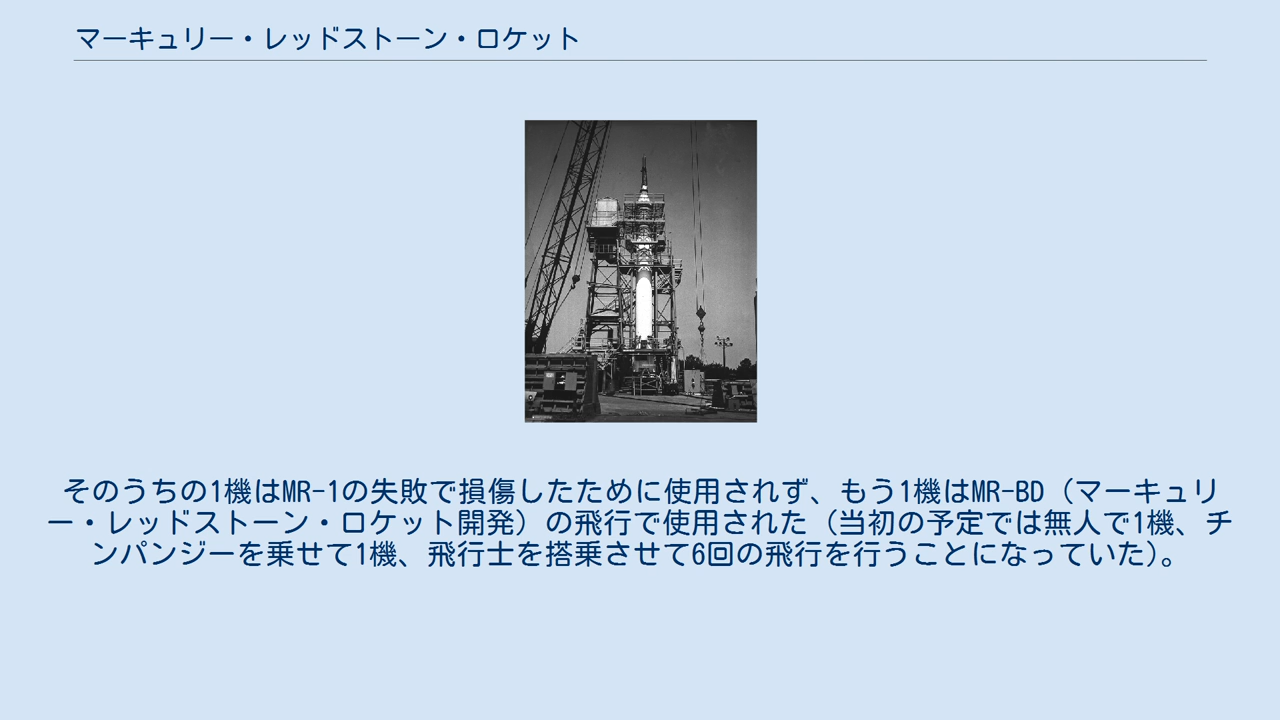 マーキュリー・レッドストーン・ロケット
そのうちの1機はMR-1の失敗で損傷したために使用されず、もう1機はMR-BD（マーキュリ
ー・レッドストーン・ロケット開発）の飛行で使用された（当初の予定では無人で1機、チ
ンパンジーを乗せて1機、飛行士を搭乗させて6回の飛行を行うことになっていた)。